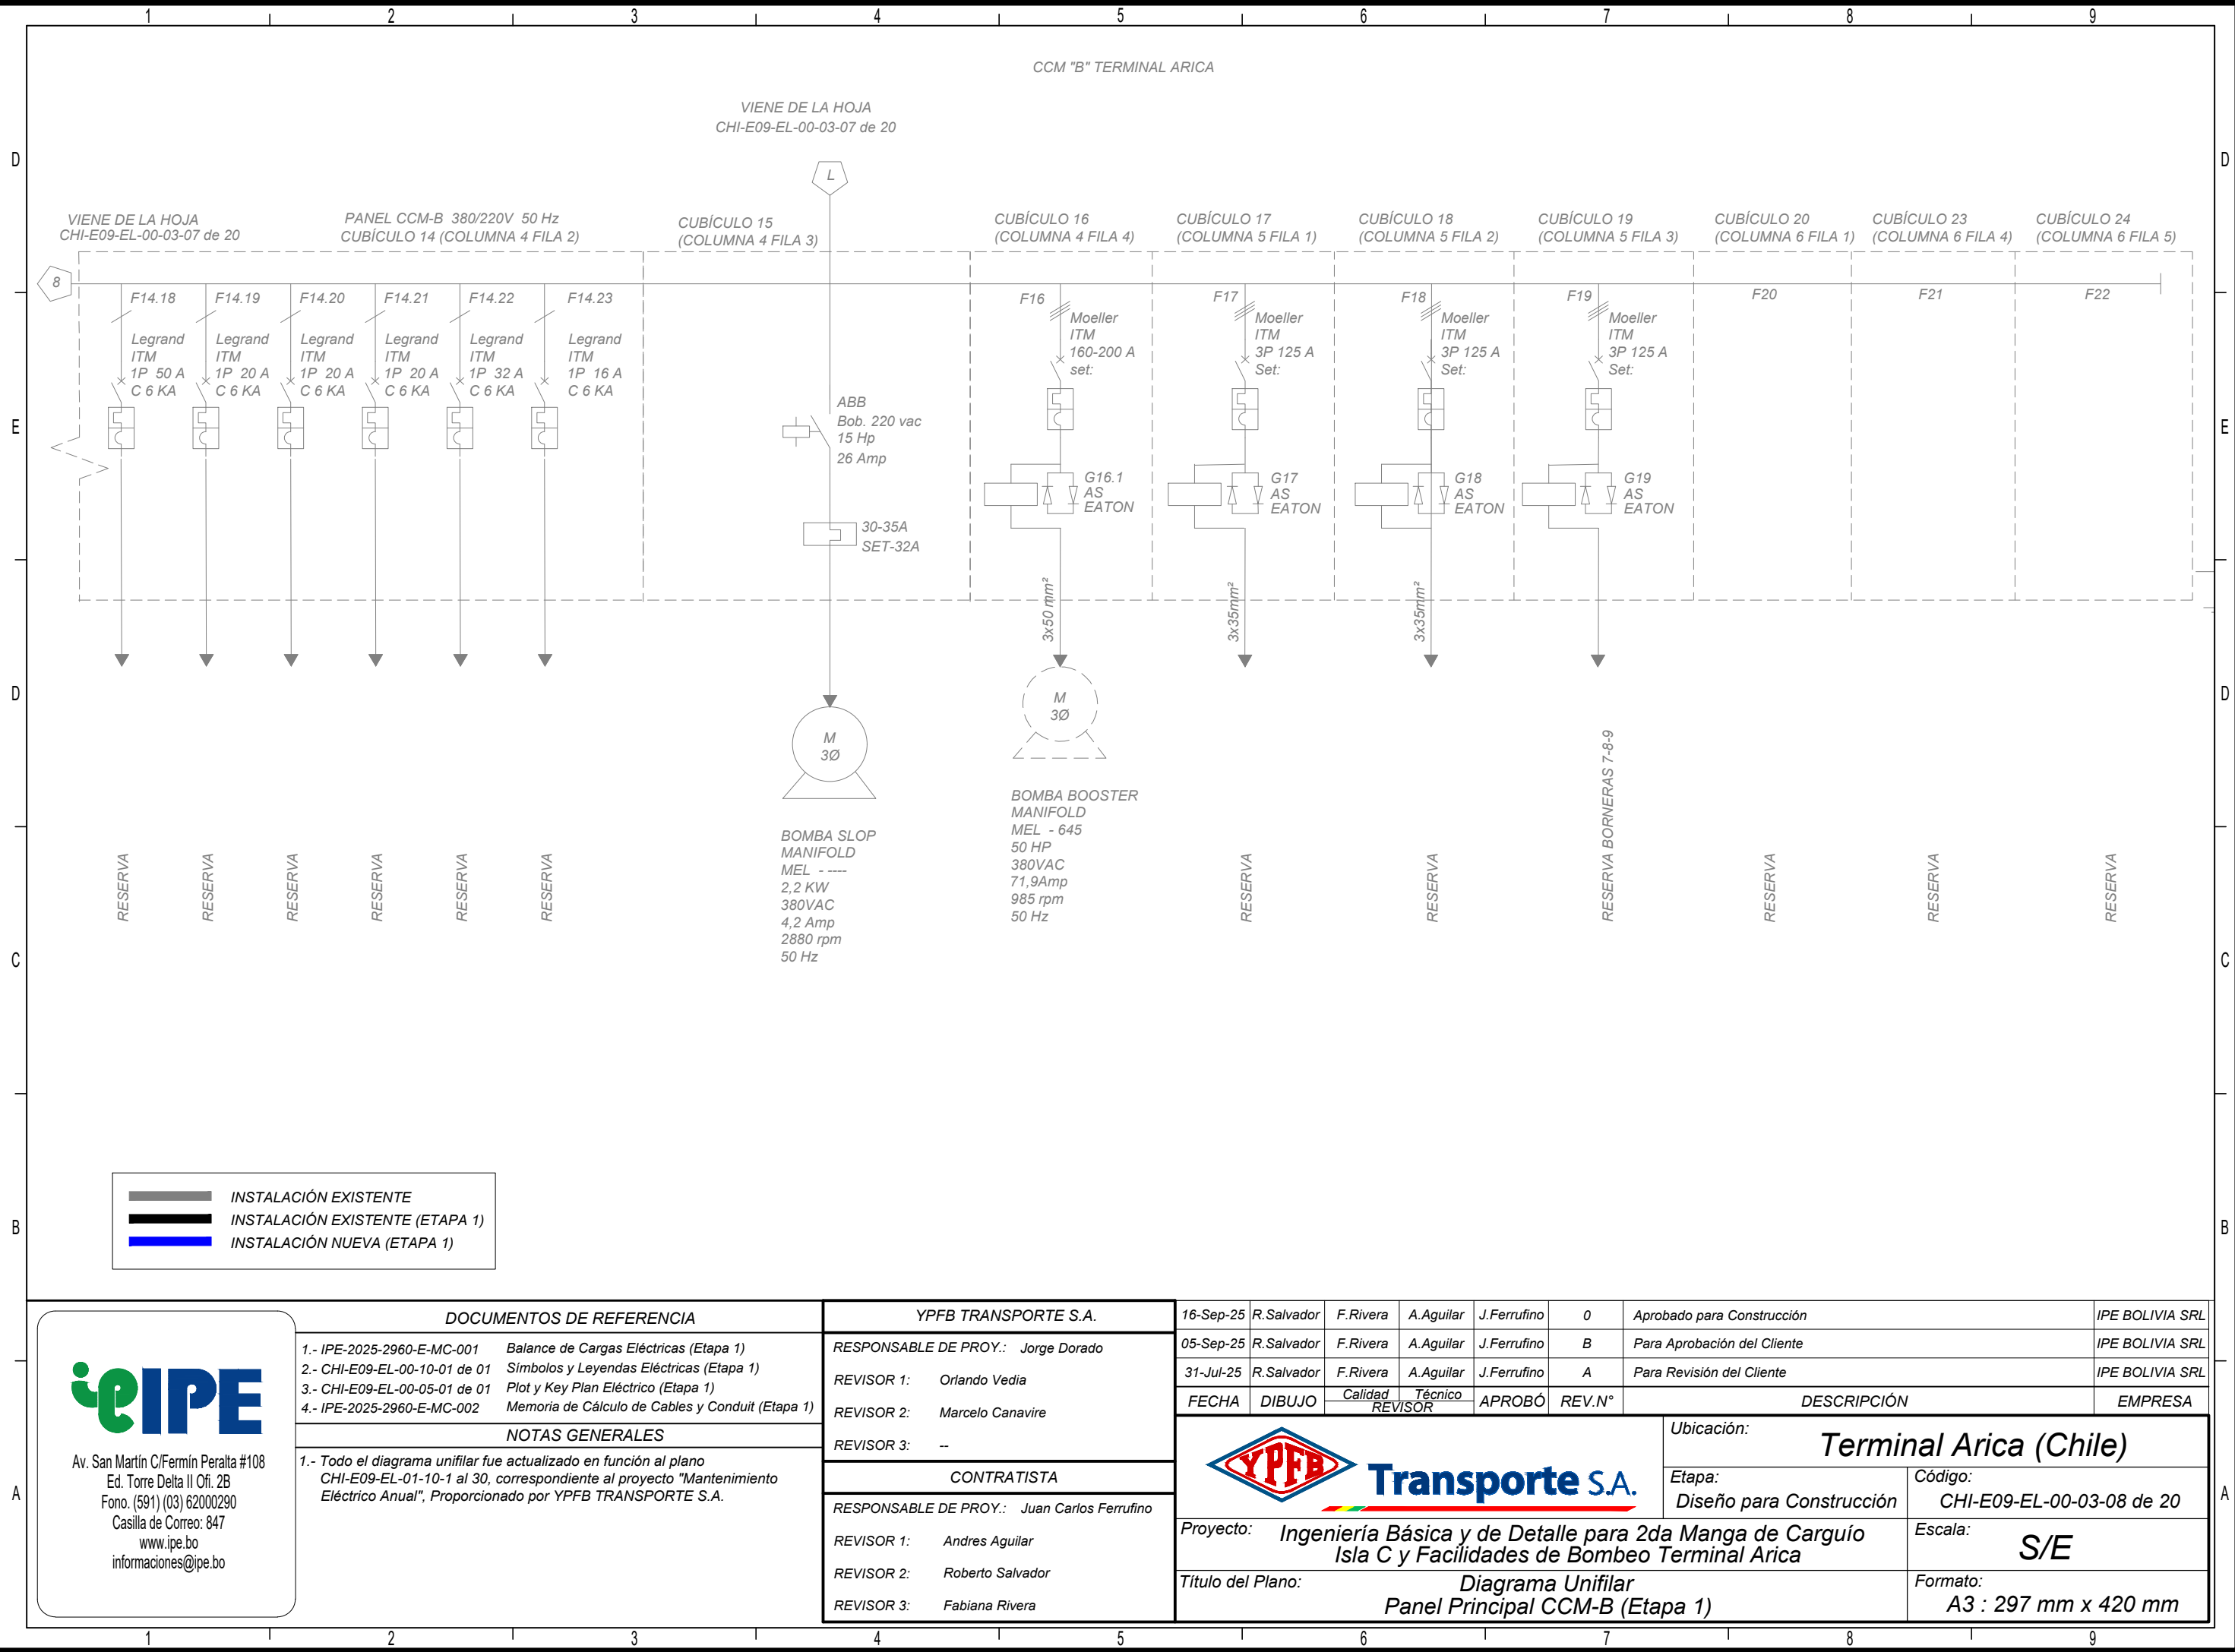 1 2 3 4 5 6 7 8 9
CCM "B" TERMINAL ARICA
VIENE DE LA HOJA
CHI-E09-EL-00-03-07 de 20
L
D
D
VIENE DE LA HOJA
CHI-E09-EL-00-03-07 de 20
8
PANEL CCM-B 380/220V 50 Hz
CUBÍCULO 14 (COLUMNA 4 FILA 2)
CUBÍCULO 15
(COLUMNA 4 FILA 3)
CUBÍCULO 16
(COLUMNA 4 FILA 4)
CUBÍCULO 17
(COLUMNA 5 FILA 1)
CUBÍCULO 18
(COLUMNA 5 FILA 2)
CUBÍCULO 19
(COLUMNA 5 FILA 3)
CUBÍCULO 20
(COLUMNA 6 FILA 1)
CUBÍCULO 23
(COLUMNA 6 FILA 4)
CUBÍCULO 24
(COLUMNA 6 FILA 5)
F14.18
Legrand
ITM
1P 50 A
C 6 KA
F14.19
Legrand
ITM
1P 20 A
C 6 KA
F14.20
Legrand
ITM
1P 20 A
C 6 KA
F14.21
Legrand
ITM
1P 20 A
C 6 KA
F14.22
Legrand
ITM
1P 32 A
C 6 KA
F14.23
Legrand
ITM
1P 16 A
C 6 KA
ABB
Bob. 220 vac
15 Hp
26 Amp
30-35A
SET-32A
F16
Moeller
ITM
160-200 A
set:
G16.1
AS
EATON
3x50 mm²
F17
Moeller
ITM
3P 125 A
Set:
G17
AS
EATON
3x35mm²
F18
Moeller
ITM
3P 125 A
Set:
G18
AS
EATON
3x35mm²
F19
Moeller
ITM
3P 125 A
Set:
G19
AS
EATON
F20
F21
F22
E
E
D
D
M
3Ø
M
3Ø
BOMBA SLOP
MANIFOLD
MEL - ----
2,2 KW
380VAC
4,2 Amp
2880 rpm
50 Hz
BOMBA BOOSTER
MANIFOLD
MEL - 645
50 HP
380VAC
71,9Amp
985 rpm
50 Hz
RESERVA
RESERVA
RESERVA
RESERVA
RESERVA
RESERVA
RESERVA
RESERVA
RESERVA BORNERAS 7-8-9
RESERVA
RESERVA
RESERVA
C
C
INSTALACIÓN EXISTENTE
INSTALACIÓN EXISTENTE (ETAPA 1)
INSTALACIÓN NUEVA (ETAPA 1)
B
B
IPE
Av. San Martín C/Fermín Peralta #108
Ed. Torre Delta II Ofi. 2B
Fono. (591) (03) 62000290
Casilla de Correo: 847
www.ipe.bo
informaciones@ipe.bo
DOCUMENTOS DE REFERENCIA
1.- IPE-2025-2960-E-MC-001 Balance de Cargas Eléctricas (Etapa 1)
2.- CHI-E09-EL-00-10-01 de 01 Símbolos y Leyendas Eléctricas (Etapa 1)
3.- CHI-E09-EL-00-05-01 de 01 Plot y Key Plan Eléctrico (Etapa 1)
4.- IPE-2025-2960-E-MC-002 Memoria de Cálculo de Cables y Conduit (Etapa 1)
NOTAS GENERALES
1.- Todo el diagrama unifilar fue actualizado en función al plano
CHI-E09-EL-01-10-1 al 30, correspondiente al proyecto "Mantenimiento
Eléctrico Anual", Proporcionado por YPFB TRANSPORTE S.A.
YPFB TRANSPORTE S.A.
RESPONSABLE DE PROY.: Jorge Dorado
REVISOR 1: Orlando Vedia
REVISOR 2: Marcelo Canavire
REVISOR 3: --
CONTRATISTA
RESPONSABLE DE PROY.: Juan Carlos Ferrufino
REVISOR 1: Andres Aguilar
REVISOR 2: Roberto Salvador
REVISOR 3: Fabiana Rivera
16-Sep-25 R.Salvador F.Rivera A.Aguilar J.Ferrufino 0 Aprobado para Construcción IPE BOLIVIA SRL
05-Sep-25 R.Salvador F.Rivera A.Aguilar J.Ferrufino B Para Aprobación del Cliente IPE BOLIVIA SRL
31-Jul-25 R.Salvador F.Rivera A.Aguilar J.Ferrufino A Para Revisión del Cliente IPE BOLIVIA SRL
FECHA DIBUJO Calidad Técnico REVISOR APROBÓ REV.N° DESCRIPCIÓN EMPRESA
YPFB Transporte S.A.
Ubicación: Terminal Arica (Chile)
Etapa: Diseño para Construcción
Código: CHI-E09-EL-00-03-08 de 20
Proyecto: Ingeniería Básica y de Detalle para 2da Manga de Carguío
Isla C y Facilidades de Bombeo Terminal Arica
Escala: S/E
Título del Plano: Diagrama Unifilar
Panel Principal CCM-B (Etapa 1)
Formato: A3 : 297 mm x 420 mm
A
A
1 2 3 4 5 6 7 8 9